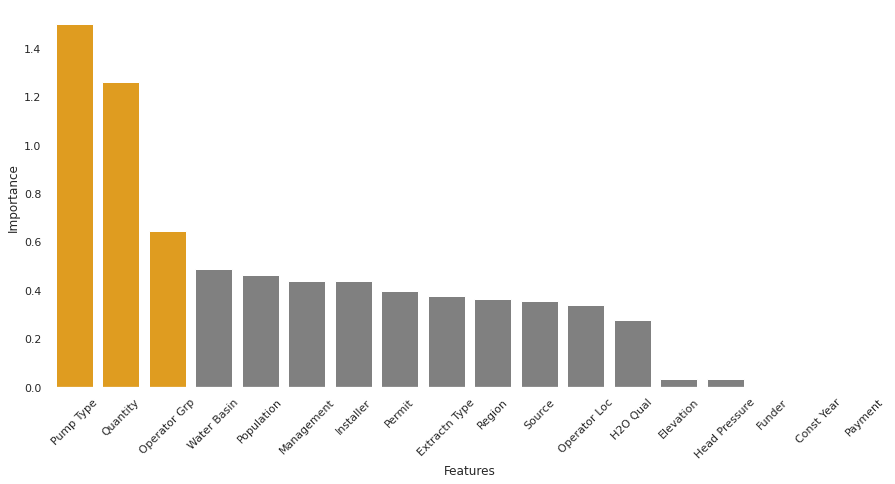 Importance
1.4
1.2
1.0
0.8
0.6
0.4
0.2
0.0
Pump Type
Quantity
Operator Grp
Water Basin
Population
Management
Installer
Permit
Extractn Type
Region
Source
Operator Loc
H2O Qual
Elevation
Head Pressure
Funder
Const Year
Payment
Features